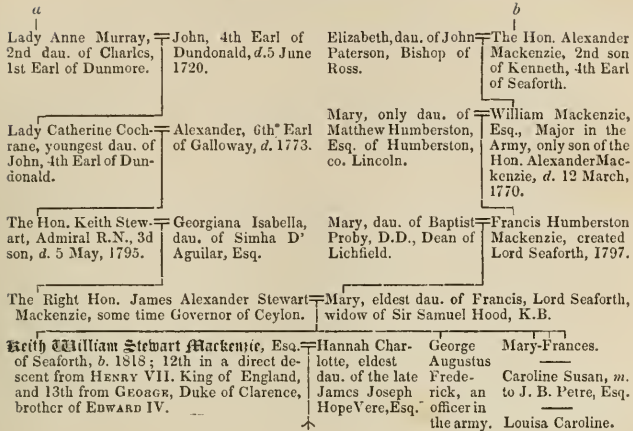 a
b
Lady Anne Murray,
2nd dau. of Charles,
1st Earl of Dunmore.
John, 4th Earl of
Dundonald, d. 5 June
1720.
Elizabeth, dau. of John
Paterson, Bishop of
Ross.
The Hon. Alexander
Mackenzie, 2nd son
of Kenneth, 4th Earl
of Seaforth.
Lady Catherine Coch-
rane, youngest dau. of
John, 4th Earl of Dun-
donald.
Alexander, 6th Earl
of Galloway, d. 1773.
Mary, only dau. of
Matthew Humberston,
Esq. of Humberston,
co. Lincoln.
William Mackenzie,
Esq., Major in the
Army, only son of the
Hon. Alexander Mac-
kenzie, d. 12 March,
1770.
The Hon. Keith Stew-
art, Admiral R.N., 3d
son, d. 5 May, 1795.
Georgiana Isabella,
dau. of Simha D'
Aguilar, Esq.
Mary, dau. of Baptist
Proby, D.D., Dean of
Lichfield.
Francis Humberston
Mackenzie, created
Lord Seaforth, 1797.
The Right Hon. James Alexander Stewart
Mackenzie, some time Governor of Ceylon.
Mary, eldest dau. of Francis, Lord Seaforth,
widow of Sir Samuel Hood, K.B.
Keith William Stewart Mackenzie, Esq.
of Seaforth, b. 1818; 12th in a direct de-
scent from HENRY VII. King of England,
and 13th from GEORGE, Duke of Clarence,
brother of EDWARD IV.
Hannah Char-
lotte, eldest
dau. of the late
James Joseph
Hope Vere, Esq.
George
Augustus
Frede-
rick, an
officer in
the army.
Mary-Frances.
Caroline Susan, m.
to J. B. Petre, Esq.
Louisa Caroline.